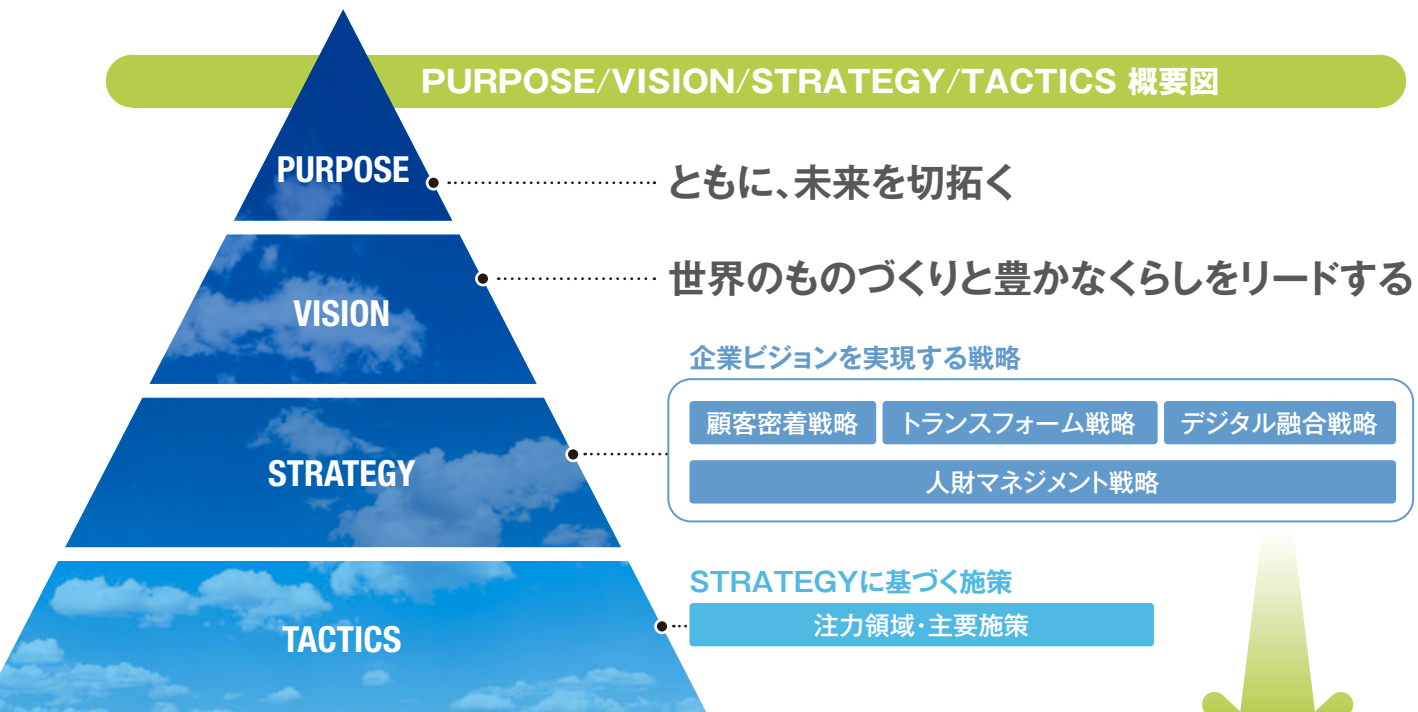 PURPOSE/VISION/STRATEGY/TACTICS 概要図
PURPOSE
ともに、未来を切拓く
VISION
世界のものづくりと豊かなくらしをリードする
STRATEGY
企業ビジョンを実現する戦略
顧客密着戦略
トランスフォーム戦略
デジタル融合戦略
人財マネジメント戦略
TACTICS
STRATEGYに基づく施策
注力領域・主要施策